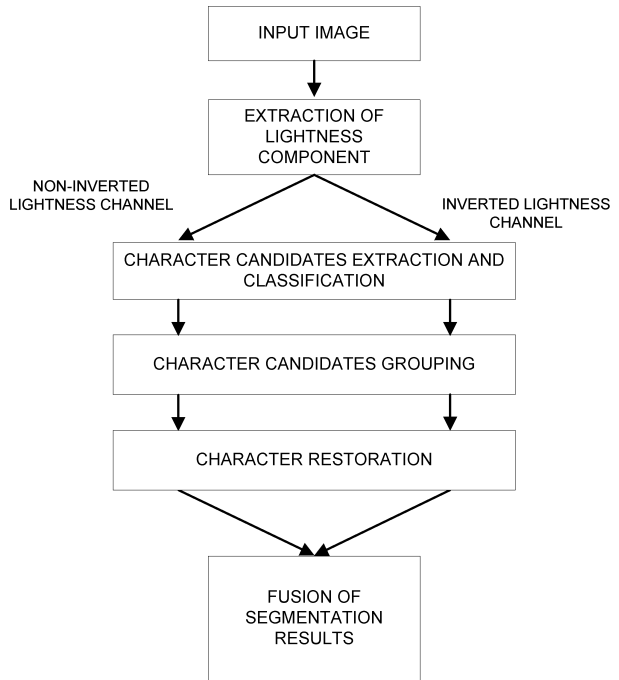 INPUT IMAGE
EXTRACTION OF
LIGHTNESS
COMPONENT
NON-INVERTED
LIGHTNESS CHANNEL
INVERTED LIGHTNESS
CHANNEL
CHARACTER CANDIDATES EXTRACTION AND
CLASSIFICATION
CHARACTER CANDIDATES GROUPING
CHARACTER RESTORATION
FUSION OF
SEGMENTATION
RESULTS